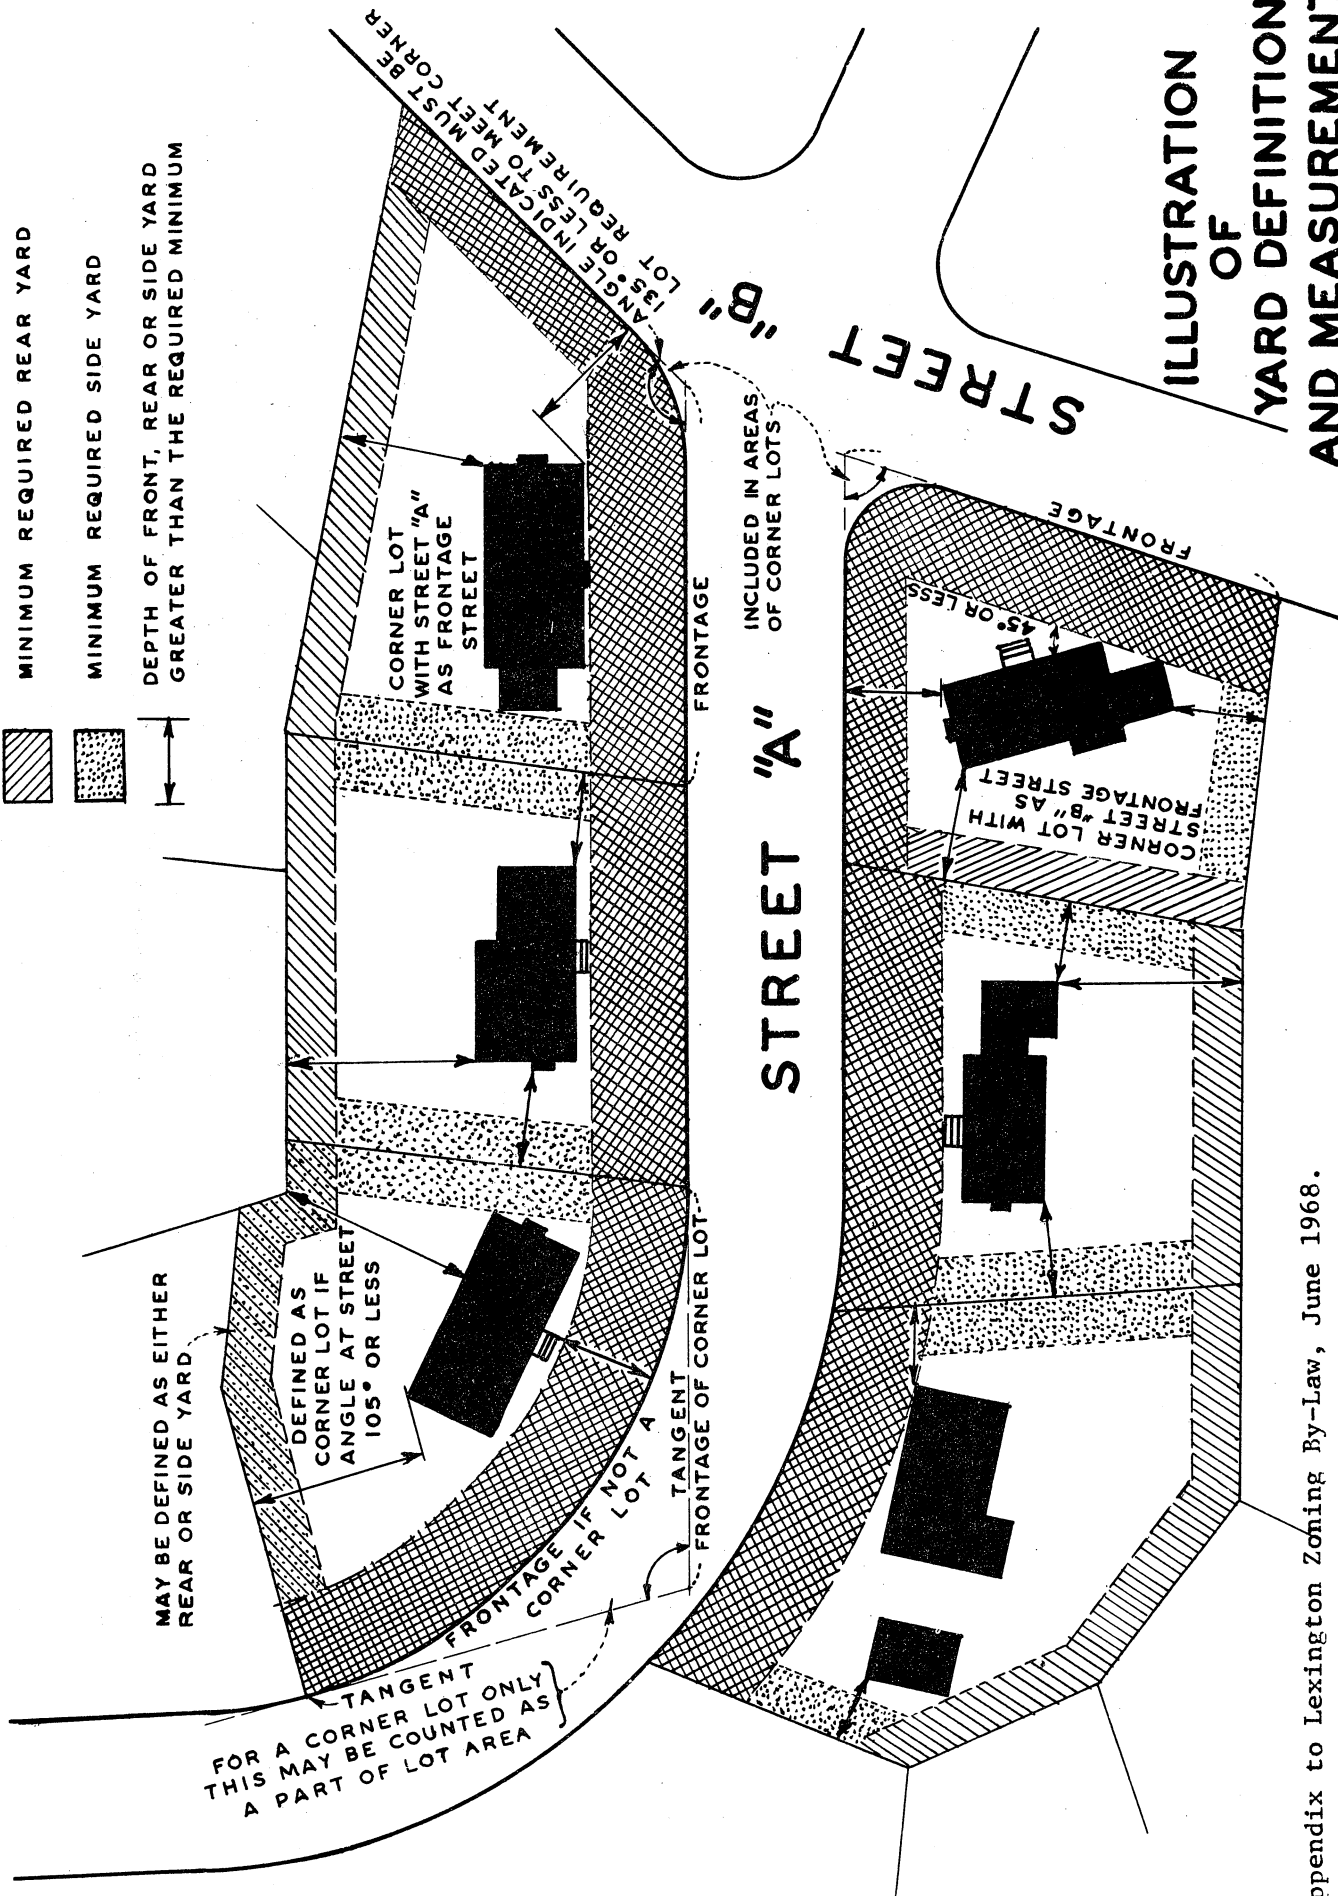 MINIMUM REQUIRED REAR YARD
MINIMUM REQUIRED SIDE YARD
DEPTH OF FRONT, REAR OR SIDE YARD
GREATER THAN THE REQUIRED MINIMUM
MAY BE DEFINED AS EITHER
REAR OR SIDE YARD
DEFINED AS
CORNER LOT IF
ANGLE AT STREET
105° OR LESS
CORNER LOT
WITH STREET "A"
AS FRONTAGE
STREET
ANGLE INDICATED MUST BE
135° OR LESS TO MEET CORNER
LOT REQUIREMENT
FRONTAGE IF NOT A
CORNER LOT
TANGENT
FRONTAGE OF CORNER LOT
FRONTAGE
TANGENT
FOR A CORNER LOT ONLY
THIS MAY BE COUNTED AS
A PART OF LOT AREA
INCLUDED IN AREAS
OF CORNER LOTS
STREET "A"
STREET "B"
FRONTAGE
45° OR LESS
CORNER LOT WITH
STREET "B" AS
FRONTAGE STREET
ILLUSTRATION
OF
YARD DEFINITION
AND MEASUREMENT
ppendix to Lexington Zoning By-Law, June 1968.